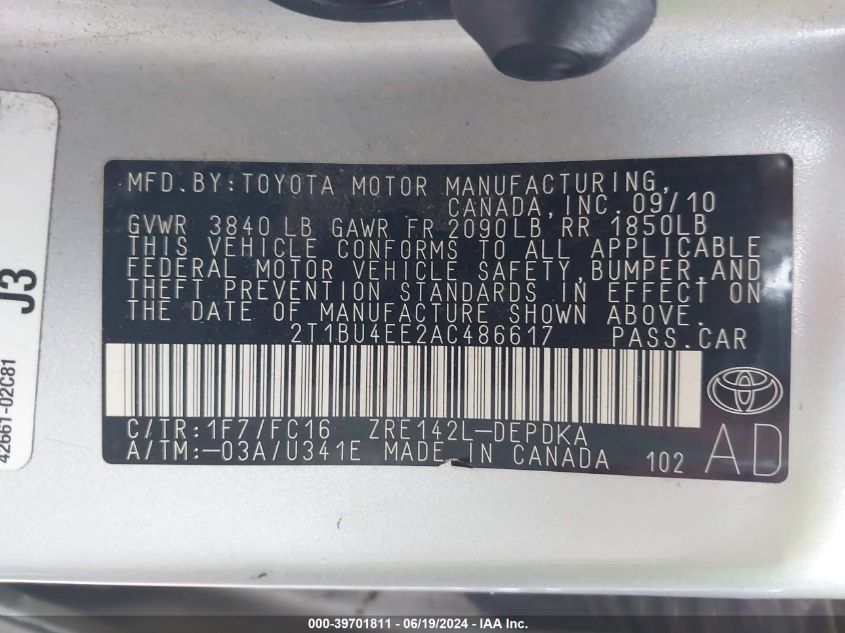 MFD.BY:TOYOTA MOTOR MANUFACTURING,
CANADA,INC.09/10
GVWR 3840 LB GAWR FR 2090LB RR 1850LB
THIS VEHICLE CONFORMS TO ALL APPLICABLE
FEDERAL MOTOR VEHICLE SAFETY,BUMPER,AND
THEFT PREVENTION STANDARDS IN EFFECT ON
THE DATE OF MANUFACTURE SHOWN ABOVE.
2T1BU4EE2AC486617 PASS.CAR
C/TR:1F7/FC16 ZRE142L-DEPDKA
A/TM:-03A/U341E MADE IN CANADA 102 AD
J3
42661-02C81
000-39701811 - 06/19/2024 - IAAI Inc.